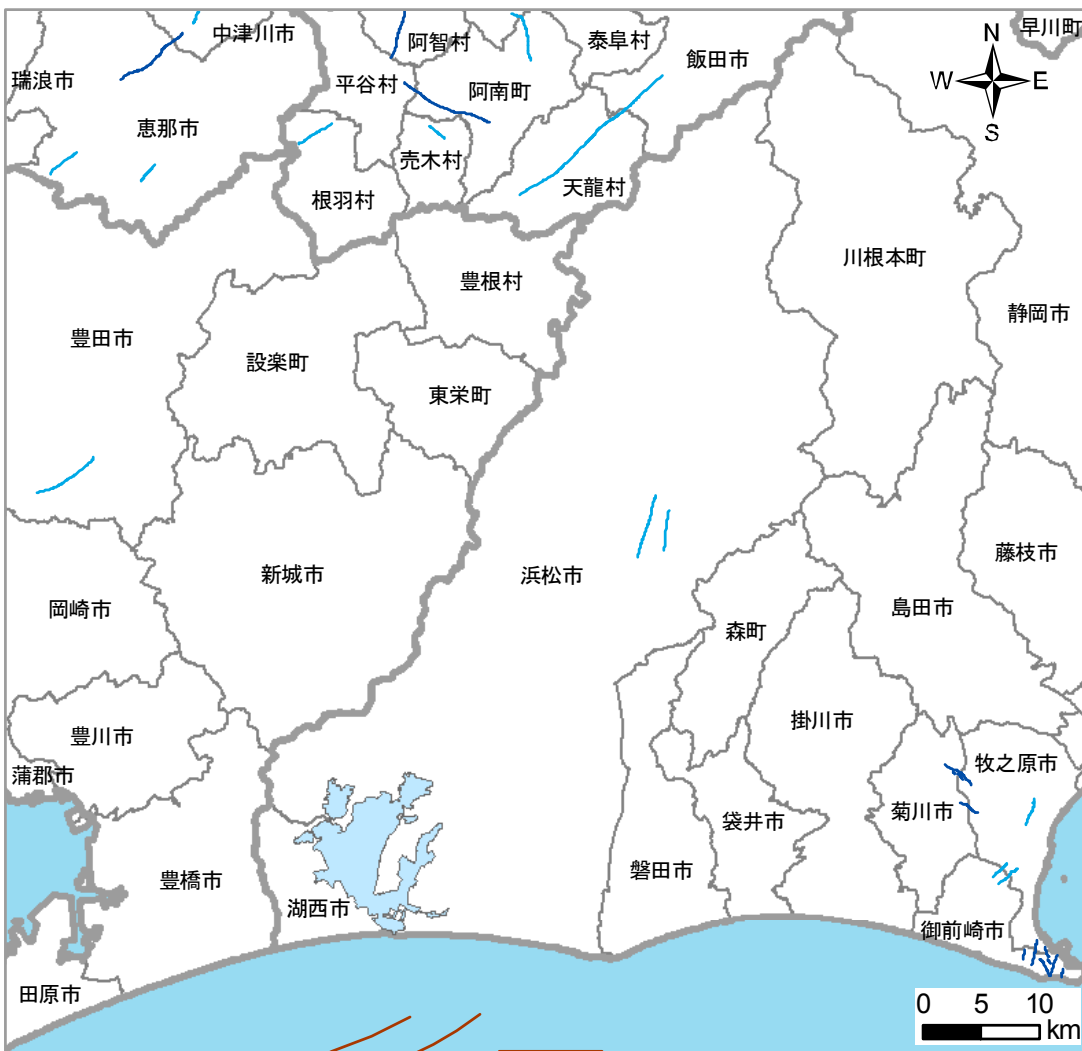 中津川市
阿智村
泰阜村
早川町
飯田市
N
瑞浪市
平谷村
阿南町
W
E
恵那市
S
売木村
根羽村
天龍村
川根本町
豊根村
静岡市
豊田市
設楽町
東栄町
藤枝市
新城市
浜松市
岡崎市
島田市
森町
掛川市
豊川市
牧之原市
蒲郡市
菊川市
袋井市
磐田市
豊橋市
湖西市
御前崎市
田原市
0 5 10
km